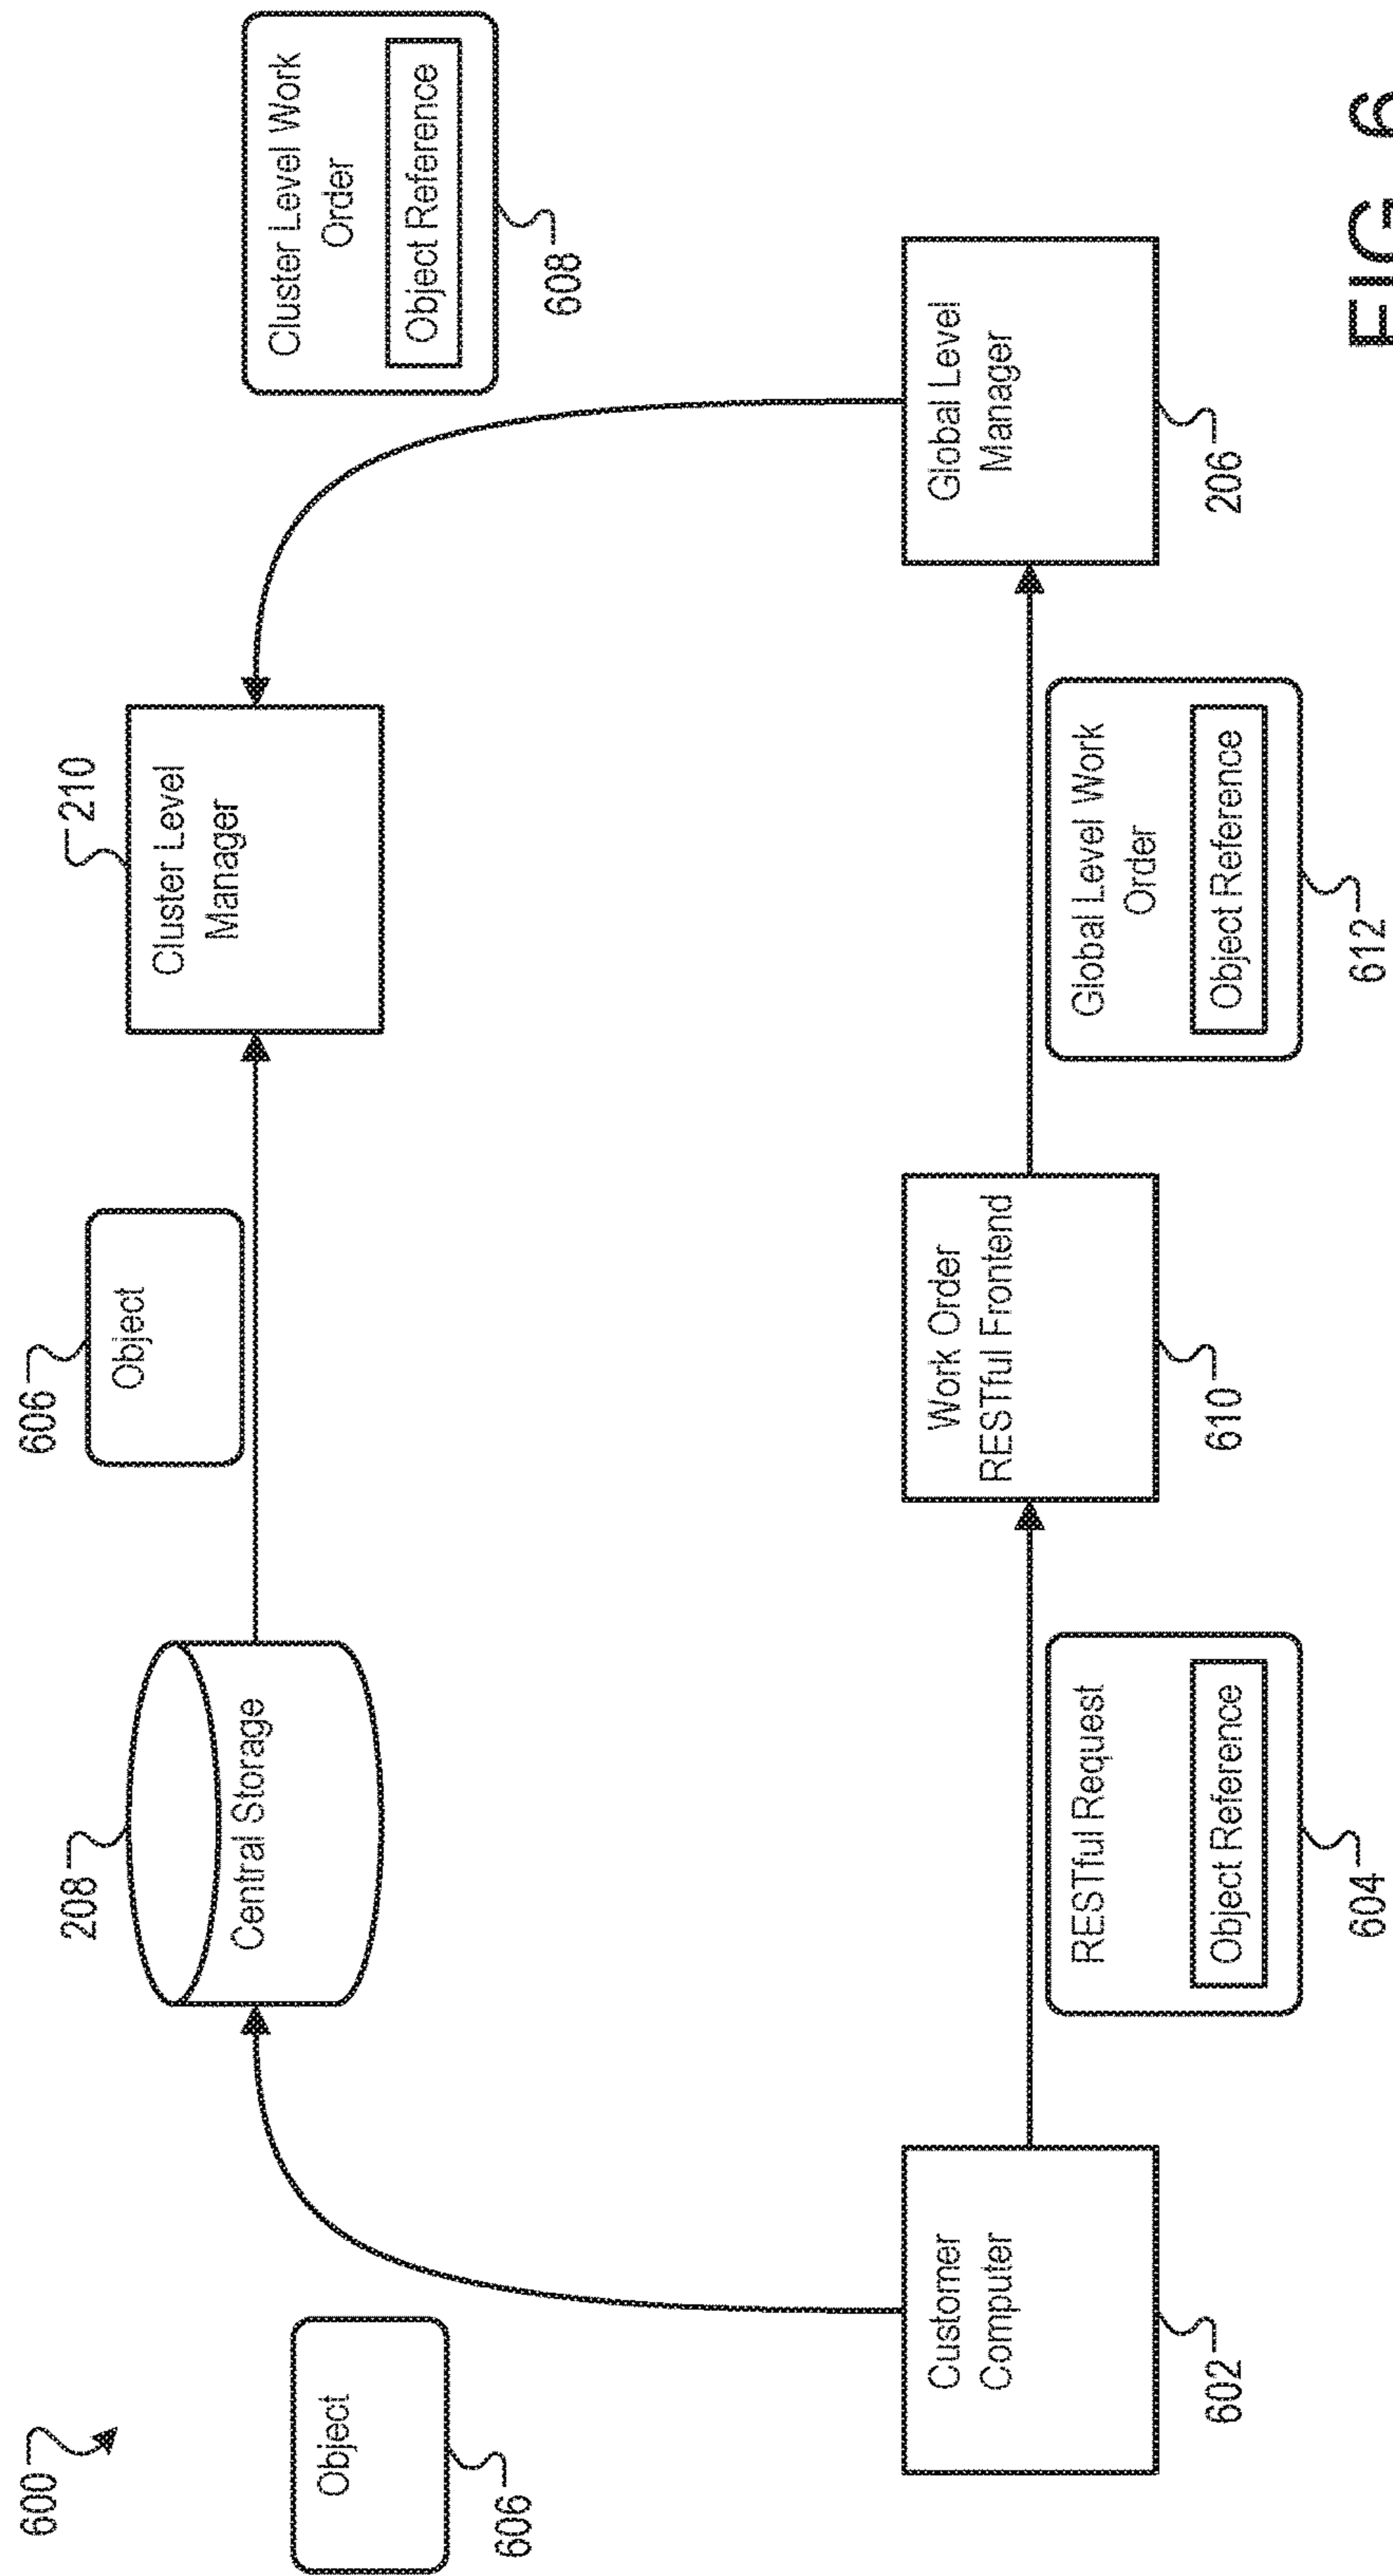 600
606
Object
208
Central Storage
606
Object
210
Cluster Level
Manager
Cluster Level Work
Order
Object Reference
608
Customer
Computer
602
RESTful Request
Object Reference
604
Work Order
RESTful Frontend
610
Global Level Work
Order
Object Reference
612
Global Level
Manager
206
FIG. 6